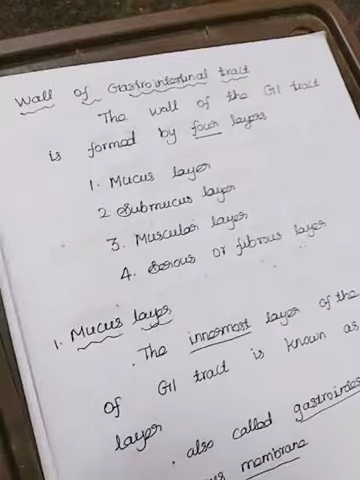 Wall of Gastrointestinal tract
The wall of the GI tract
is formed by four layers
1. Mucus layer
2 Submucus layer
3. Muscular layer
4. Serous or fibrous layer
1. Mucus layer
The innermost layer of the
of GI tract is known as
layer
also called
membrane